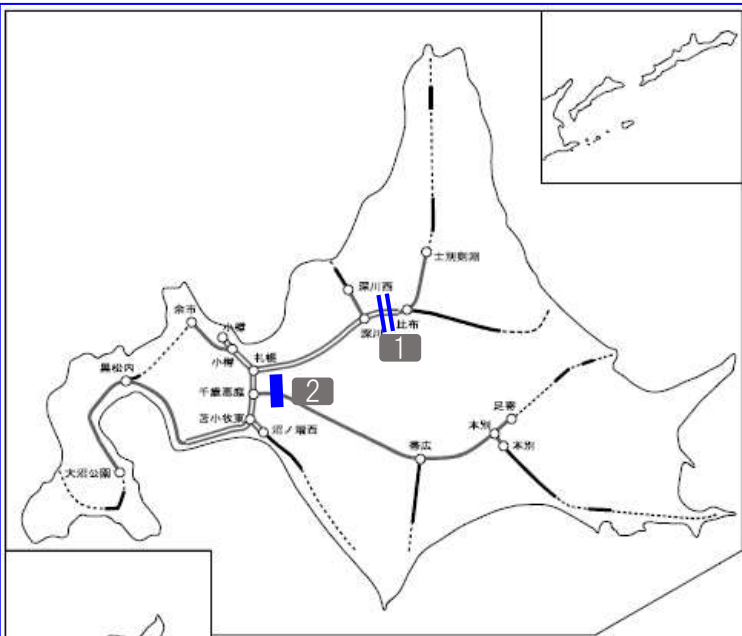 士別剣淵
深川西
余市
小樽
比布
深川
小樽
札幌
1
黒松内
千歳恵庭
2
足寄
苫小牧東
本別
沼ノ端西
帯広
本別
大沼公園